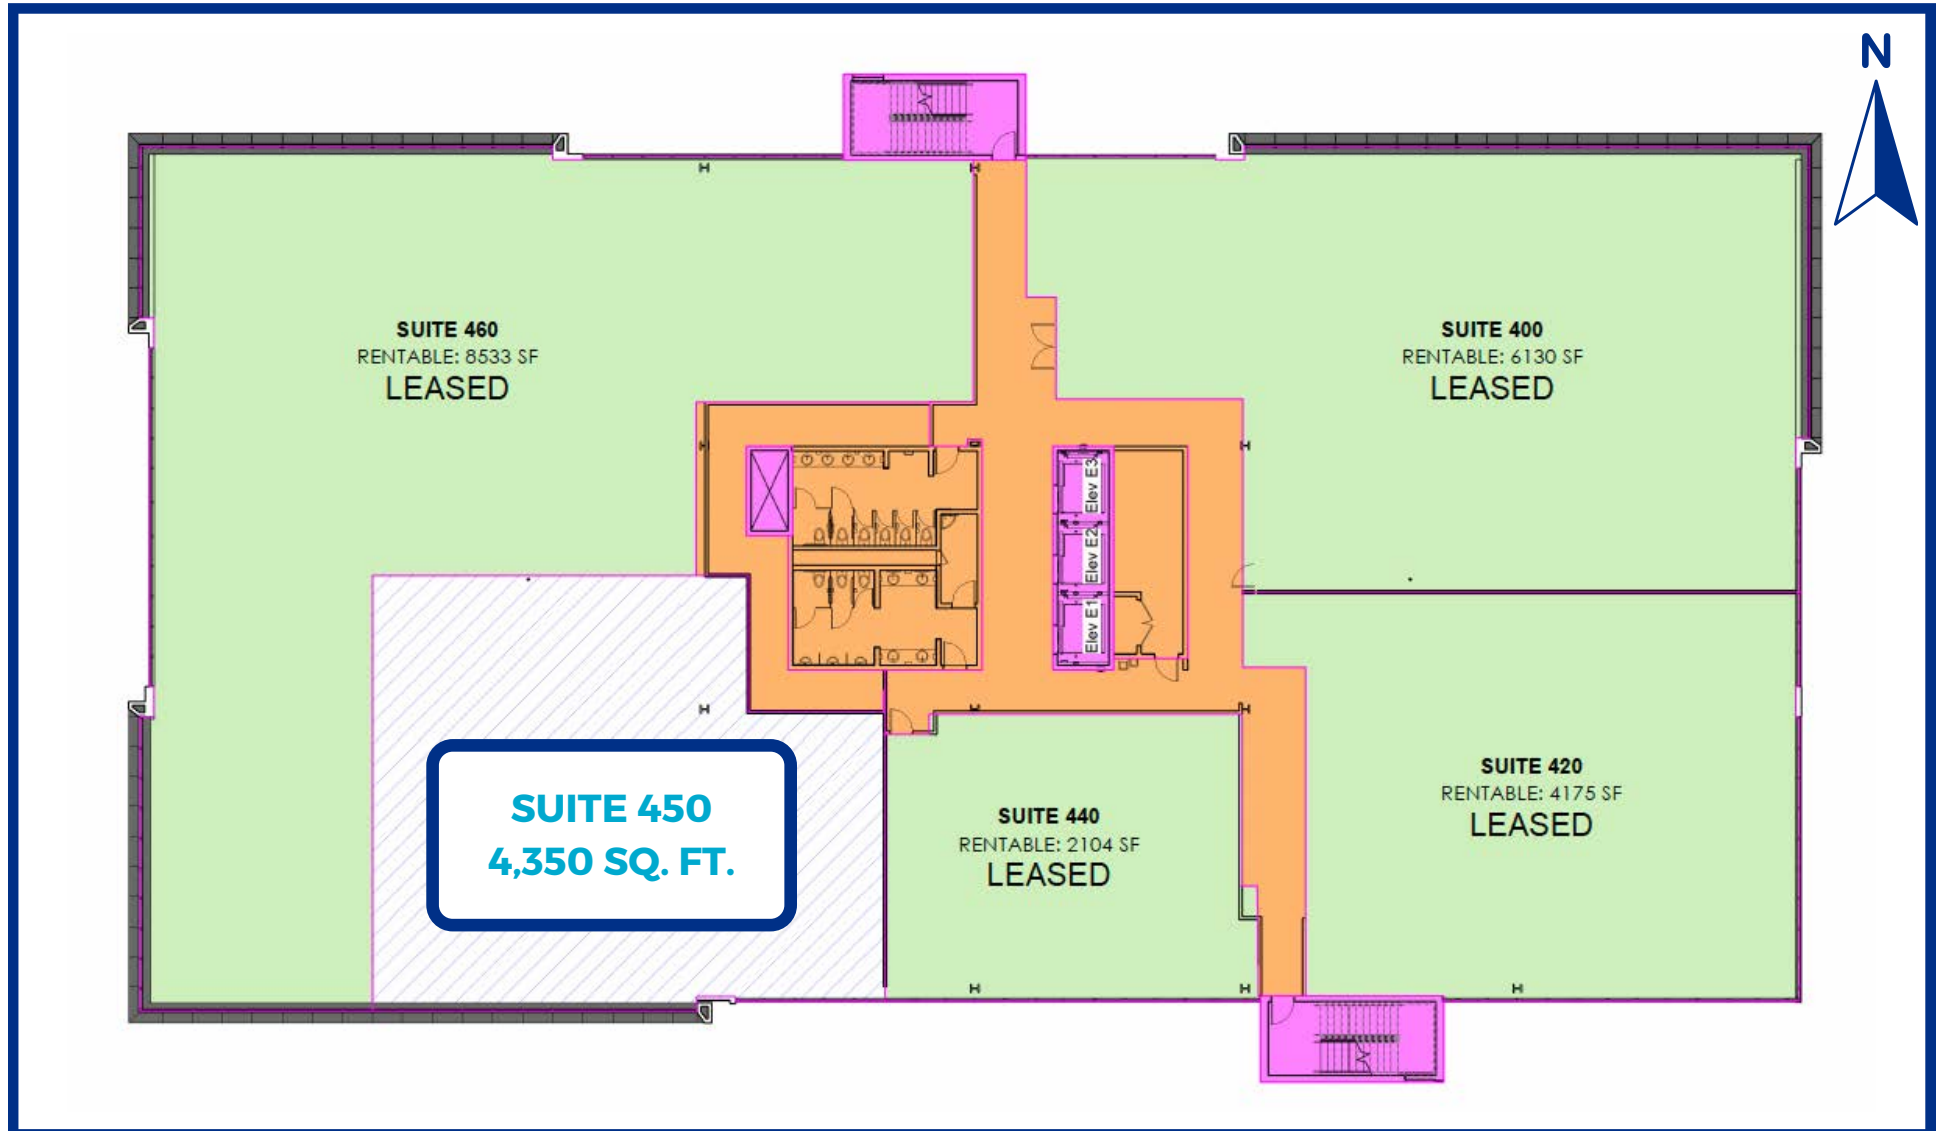 N
SUITE 460
RENTABLE: 8533 SF
LEASED
SUITE 400
RENTABLE: 6130 SF
LEASED
Elev E3
Elev E2
Elev E1
SUITE 450
4,350 SQ. FT.
SUITE 440
RENTABLE: 2104 SF
LEASED
SUITE 420
RENTABLE: 4175 SF
LEASED